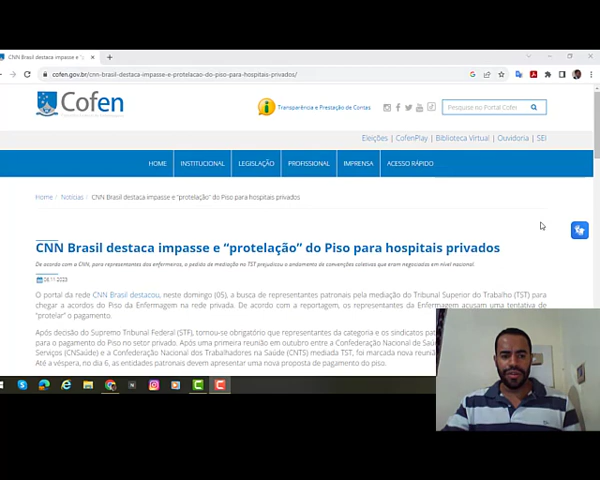 CNN Brasil destaca impasse e "p
cofen.gov.br/cnn-brasil-destaca-impasse-e-protelacao-do-piso-para-hospitais-privados/
Cofen
Transparência e Prestação de Contas
Pesquise no Portal Cofen
Eleições | CofenPlay | Biblioteca Virtual | Ouvidoria | SEI
HOME INSTITUCIONAL LEGISLAÇÃO PROFISSIONAL IMPRENSA ACESSO RÁPIDO
Home / Notícias / CNN Brasil destaca impasse e "protelação" do Piso para hospitais privados
CNN Brasil destaca impasse e "protelação" do Piso para hospitais privados
De acordo com a CNN, para representantes dos enfermeiros, o pedido de mediação no TST prejudicou o andamento de convenções coletivas que eram negociadas em nível nacional.
06.11.2023
O portal da rede CNN Brasil destacou, neste domingo (05), a busca de representantes patronais pela mediação do Tribunal Superior do Trabalho (TST) para
chegar a acordos do Piso da Enfermagem na rede privada. De acordo com a reportagem, os representantes da Enfermagem acusam uma tentativa de
"protelar" o pagamento.
Após decisão do Supremo Tribunal Federal (STF), tornou-se obrigatório que representantes da categoria e os sindicatos pat
para o pagamento do Piso no setor privado. Após uma primeira reunião em outubro entre a Confederação Nacional de Saú
Serviços (CNSaúde) e a Confederação Nacional dos Trabalhadores na Saúde (CNTS) mediada TST, foi marcada nova reuni
Até a véspera, no dia 6, as entidades patronais devem apresentar uma nova proposta de pagamento do piso.